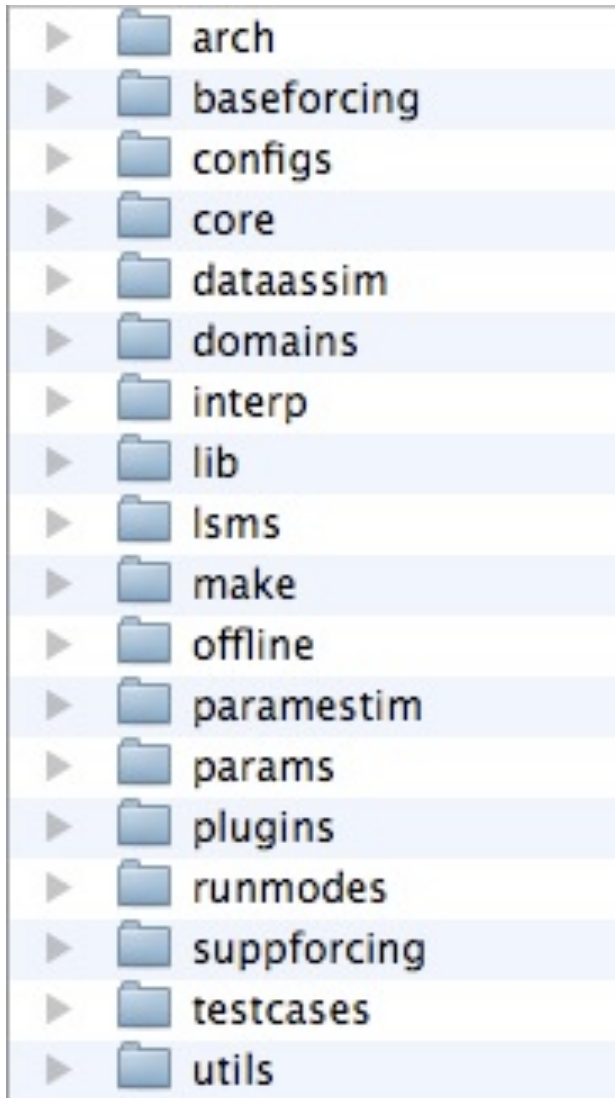 arch
baseforcing
configs
core
dataassim
domains
interp
lib
lsms
make
offline
paramestim
params
plugins
runmodes
suppforcing
testcases
utils